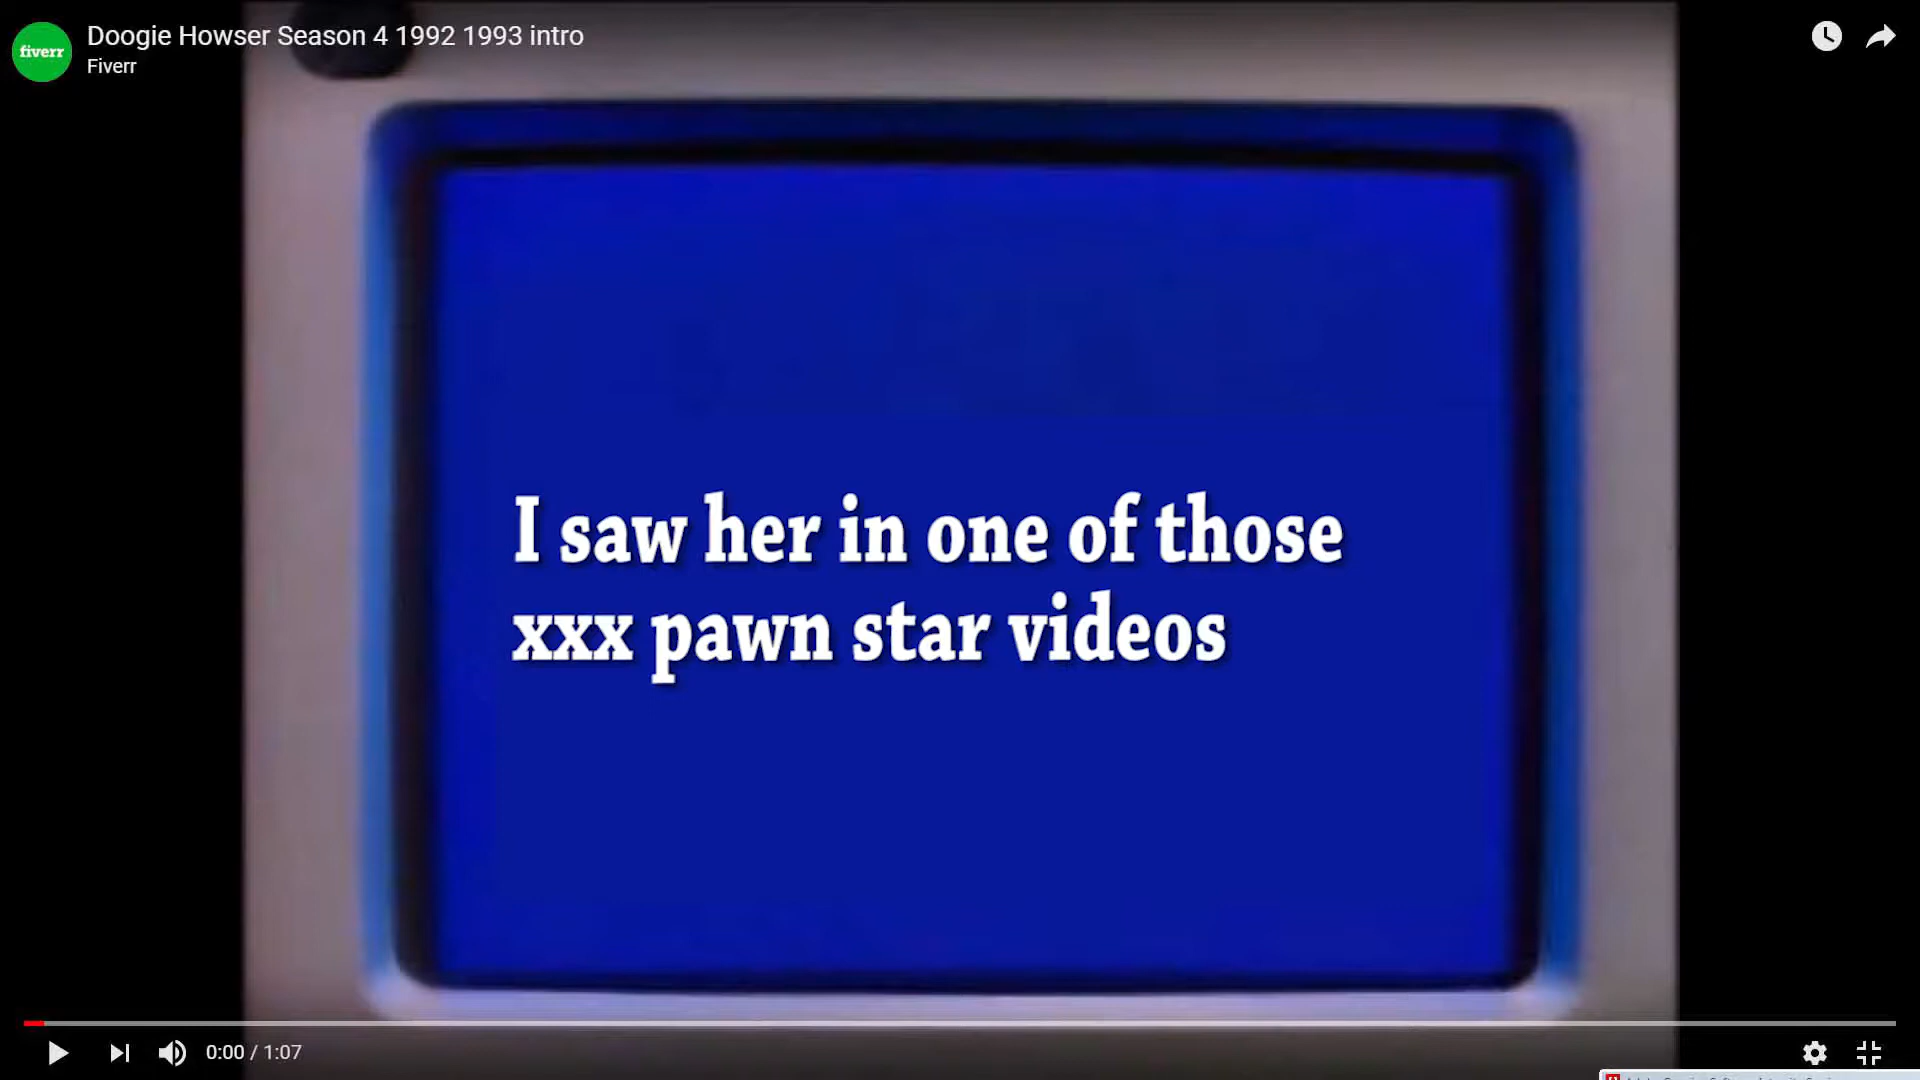 Doogie Howser Season 4 1992 1993 intro
fiverr
Fiverr
I saw her in one of those
xxx pawn star videos
0:00 / 1:07